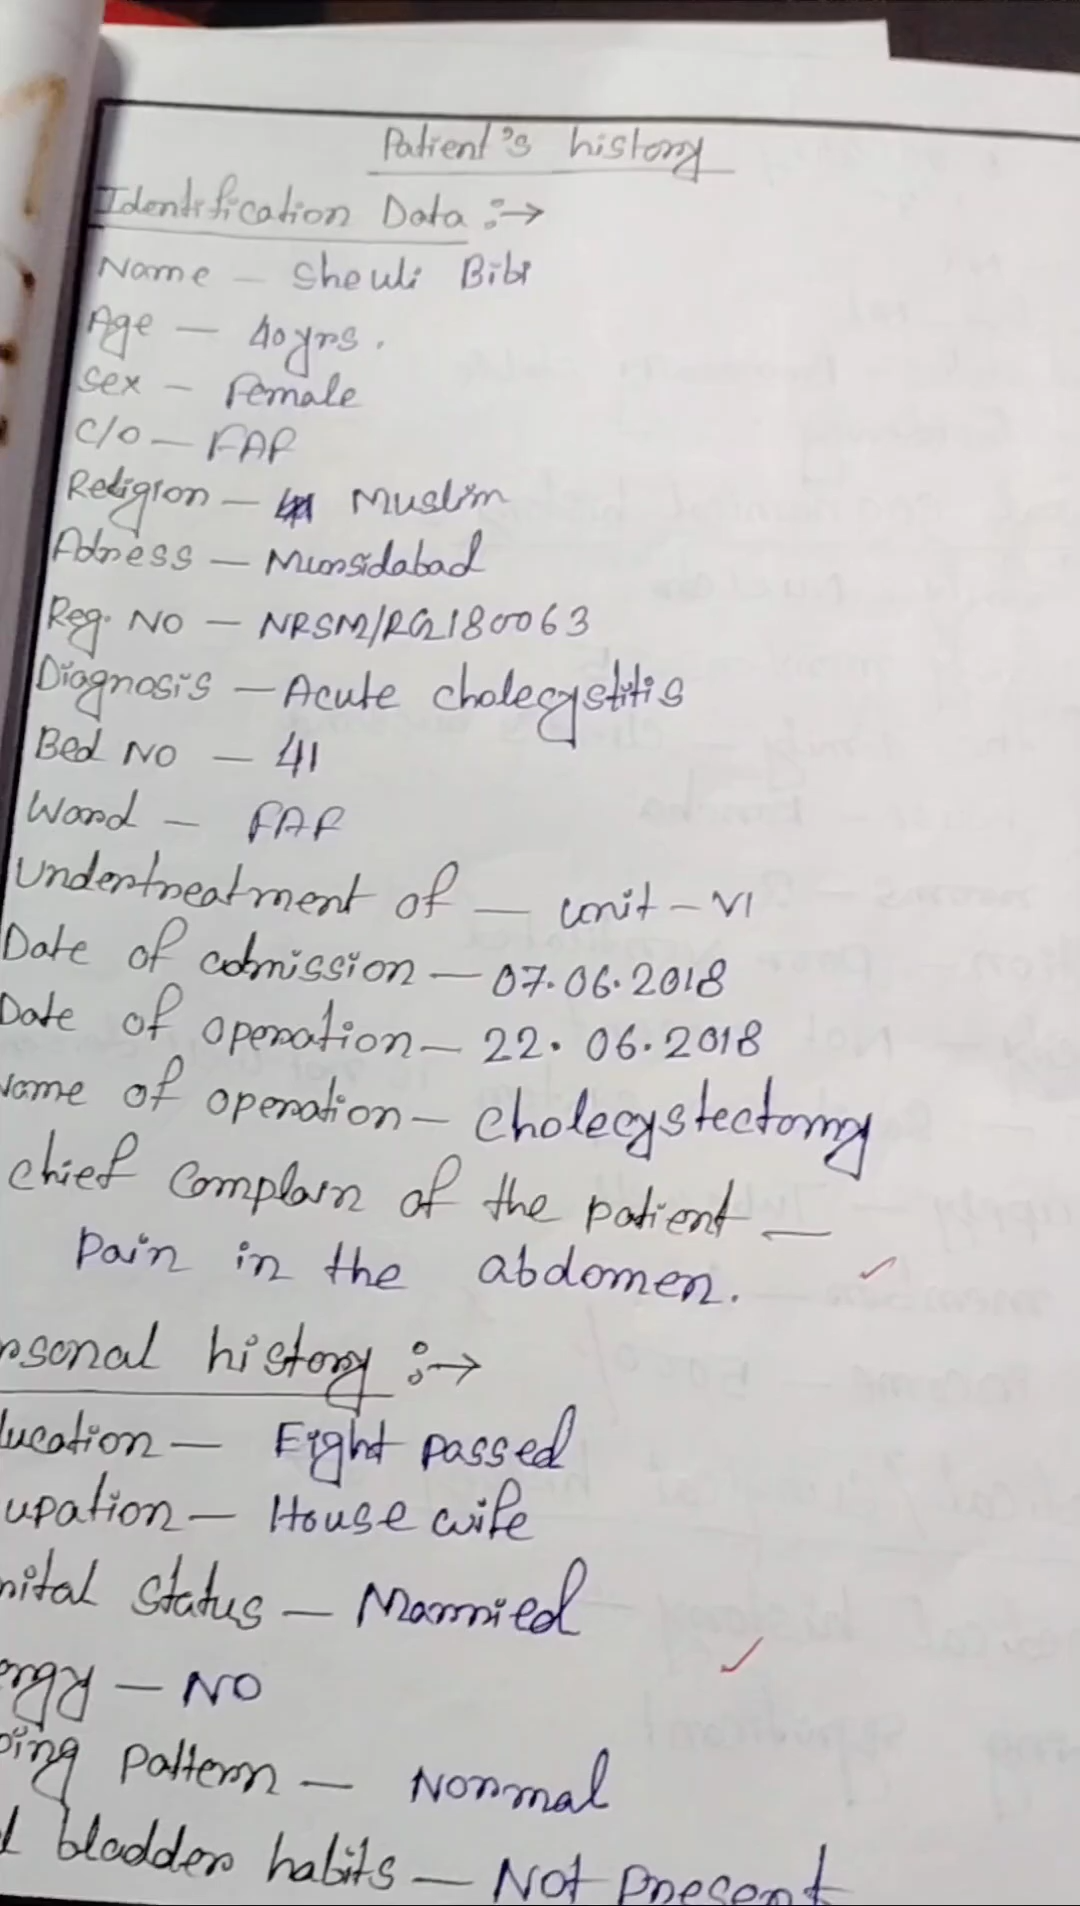 Patient's history
Identification Data :→
Name – Sheuli Bibi
Age – 40yrs.
Sex – Female
C/O – FAF
Religion – Muslim
Adress – Mursidabad
Reg. No – NRSM/RG180063
Diagnosis – Acute cholecystitis
Bed No – 41
Ward – FAF
Undertreatment of – unit – VI
Date of admission – 07.06.2018
Date of operation – 22.06.2018
Name of operation – Cholecystectomy
chief complain of the patient –
Pain in the abdomen.
rsonal history :→
ducation – Eight passed
upation – House wife
rital status – Married
ergy – NO
ping pattern – Normal
l bladder habits – Not Present